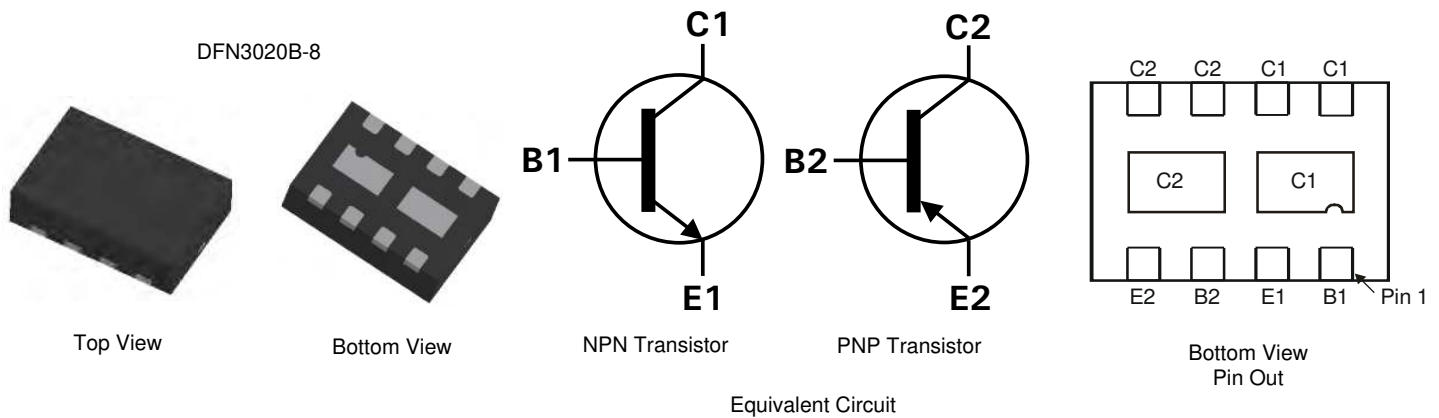 DFN3020B-8
Top View
Bottom View
C1
B1
E1
NPN Transistor
C2
B2
E2
PNP Transistor
Equivalent Circuit
C2 C2 C1 C1
C2 C1
E2 B2 E1 B1 Pin 1
Bottom View
Pin Out